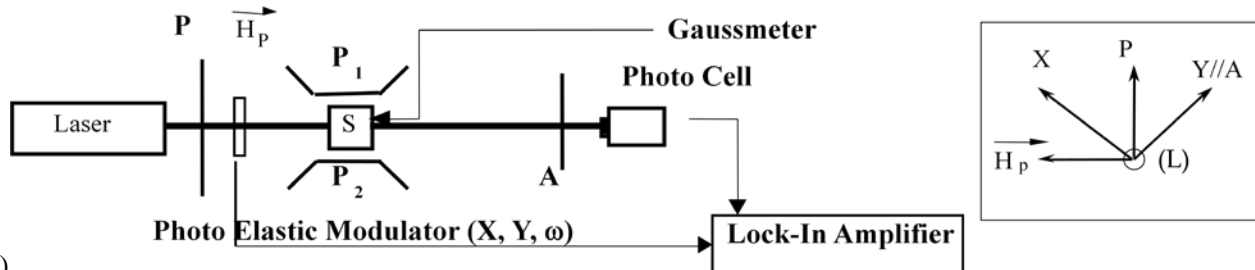 P
H_P
P_1
Gaussmeter
Photo Cell
Laser
S
P_2
A
Photo Elastic Modulator (X, Y, ω)
Lock-In Amplifier
X
P
Y//A
H_p
(L)
)